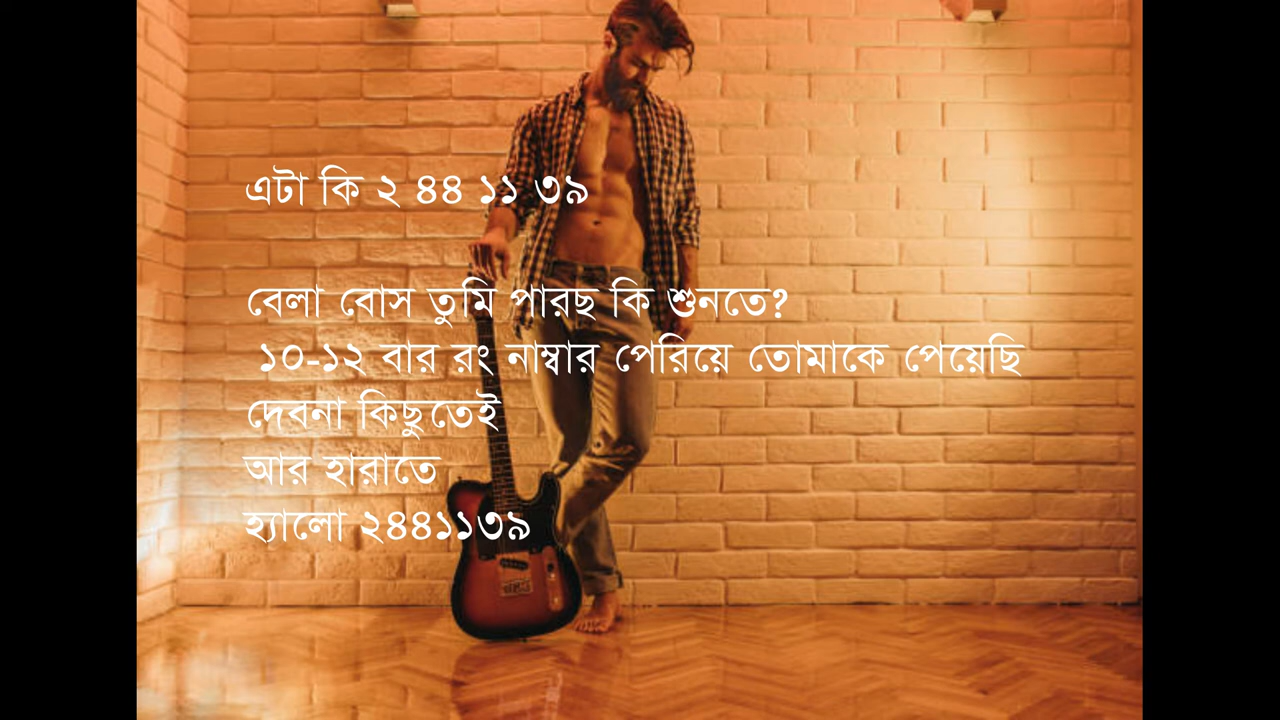 এটা কি ২ ৪৪ ১১ ৩৯
বেলা বোস তুমি পারছ কি শুনতে?
১০-১২ বার রং নাম্বার পেরিয়ে তোমাকে পেয়েছি
দেবনা কিছুতেই
আর হারাতে
হ্যালো ২৪৪১১৩৯